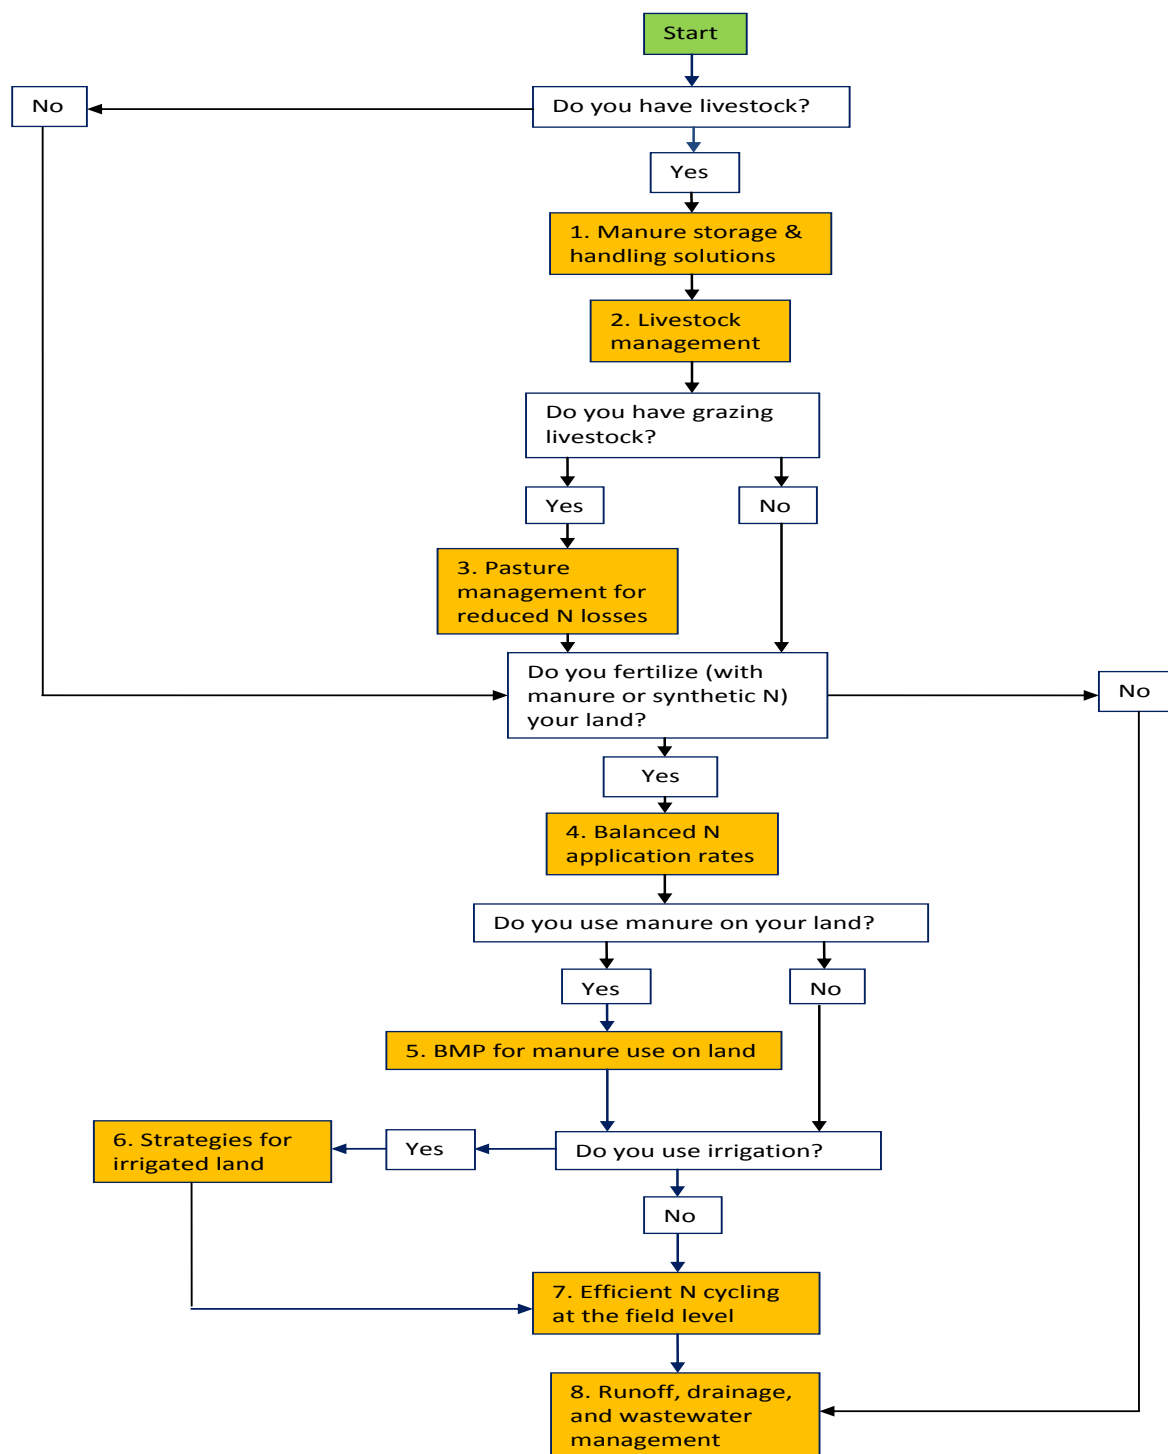 Start
No
Do you have livestock?
Yes
1. Manure storage &
handling solutions
2. Livestock
management
Do you have grazing
livestock?
Yes
No
3. Pasture
management for
reduced N losses
Do you fertilize (with
manure or synthetic N)
your land?
No
Yes
4. Balanced N
application rates
Do you use manure on your land?
Yes
No
5. BMP for manure use on land
6. Strategies for
irrigated land
Yes
Do you use irrigation?
No
7. Efficient N cycling
at the field level
8. Runoff, drainage,
and wastewater
management